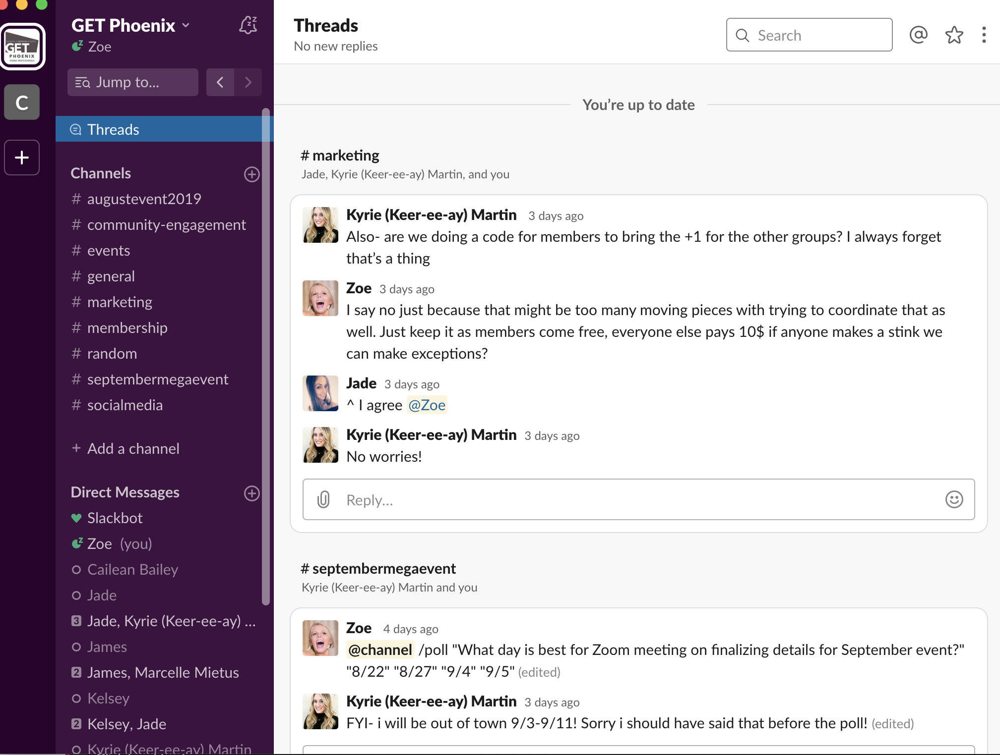 GET Phoenix
Zoe
GET
PHOENIX
YOUNG PROFESSIONALS
C
Jump to...
Threads
Channels
# augustevent2019
# community-engagement
# events
# general
# marketing
# membership
# random
# septembermegaevent
# socialmedia
+ Add a channel
Direct Messages
Slackbot
Zoe (you)
Cailean Bailey
Jade
3 Jade, Kyrie (Keer-ee-ay) ...
James
2 James, Marcelle Mietus
Kelsey
2 Kelsey, Jade
Kyrie (Keer-ee-ay) Martin
Threads
No new replies
Search
You’re up to date
# marketing
Jade, Kyrie (Keer-ee-ay) Martin, and you
Kyrie (Keer-ee-ay) Martin 3 days ago
Also- are we doing a code for members to bring the +1 for the other groups? I always forget
that’s a thing
Zoe 3 days ago
I say no just because that might be too many moving pieces with trying to coordinate that as
well. Just keep it as members come free, everyone else pays 10$ if anyone makes a stink we
can make exceptions?
Jade 3 days ago
^ I agree @Zoe
Kyrie (Keer-ee-ay) Martin 3 days ago
No worries!
Reply...
# septembermegaevent
Kyrie (Keer-ee-ay) Martin and you
Zoe 4 days ago
@channel /poll "What day is best for Zoom meeting on finalizing details for September event?"
"8/22" "8/27" "9/4" "9/5" (edited)
Kyrie (Keer-ee-ay) Martin 3 days ago
FYI- i will be out of town 9/3-9/11! Sorry i should have said that before the poll! (edited)